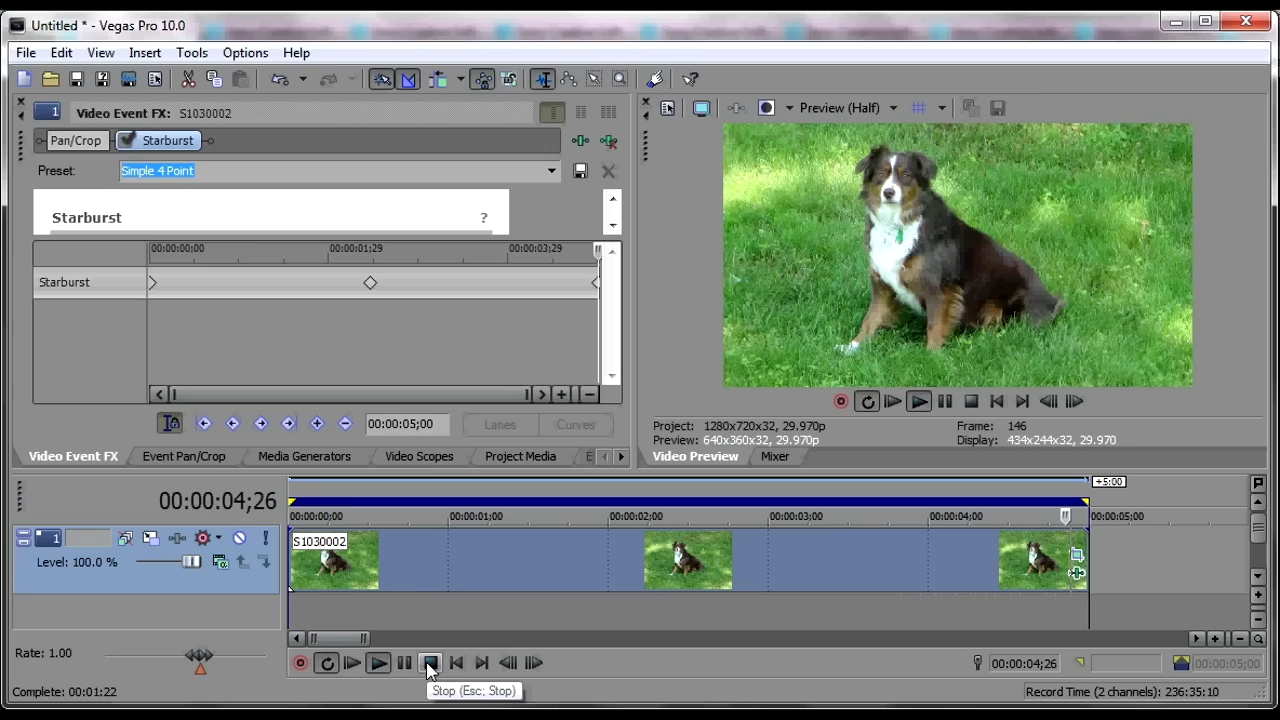 Untitled * - Vegas Pro 10.0
File Edit View Insert Tools Options Help
1 Video Event FX: S1030002
Pan/Crop Starburst
Preset: Simple 4 Point
Starburst ?
00:00:00;00 00:00:01;29 00:00:03;29
Starburst
00:00:05;00 Lanes Curves
Video Event FX Event Pan/Crop Media Generators Video Scopes Project Media E
Preview (Half)
Project: 1280x720x32, 29.970p Frame: 146
Preview: 640x360x32, 29.970p Display: 434x244x32, 29.970
Video Preview Mixer
00:00:04;26
+5:00
00:00:00;00 00:00:01;00 00:00:02;00 00:00:03;00 00:00:04;00 00:00:05;00
1
S1030002
Level: 100.0 %
Rate: 1.00
00:00:04;26 00:00:05;00
Stop (Esc; Stop)
Complete: 00:01:22
Record Time (2 channels): 236:35:10